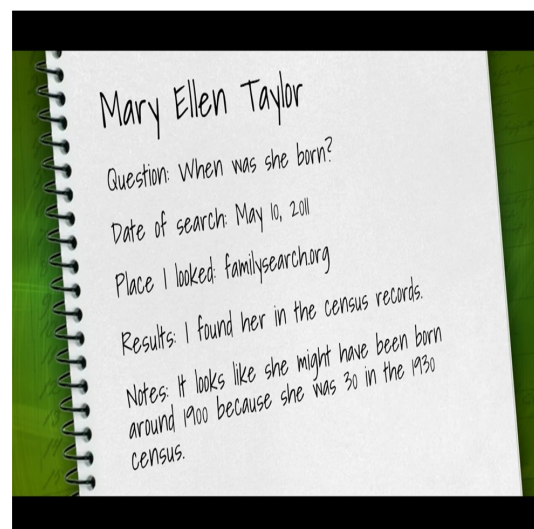 Mary Ellen Taylor
Question: When was she born?
Date of search: May 10, 2011
Place I looked: familysearch.org
Results: I found her in the census records.
Notes: It looks like she might have been born
around 1900 because she was 30 in the 1930
census.